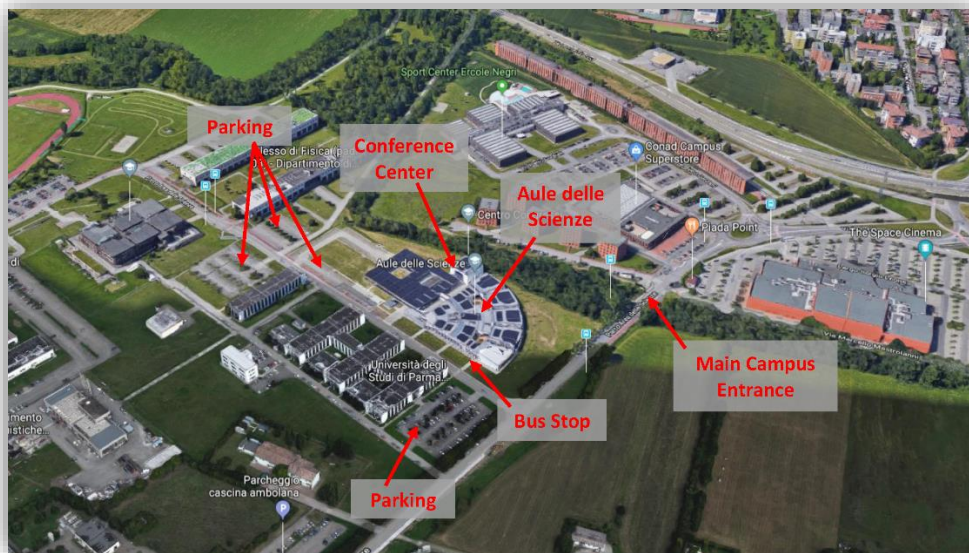 Sport Center Ercole Negri
Parking
Conference
Center
Gonad Campus
Superstore
Aule delle
Scienze
Piada Point
The Space Cinema
Aule delle Scienze
Main Campus
Entrance
Università degli
Studi di Parma...
Bus Stop
Parking
Parcheggio
cascina ambolana